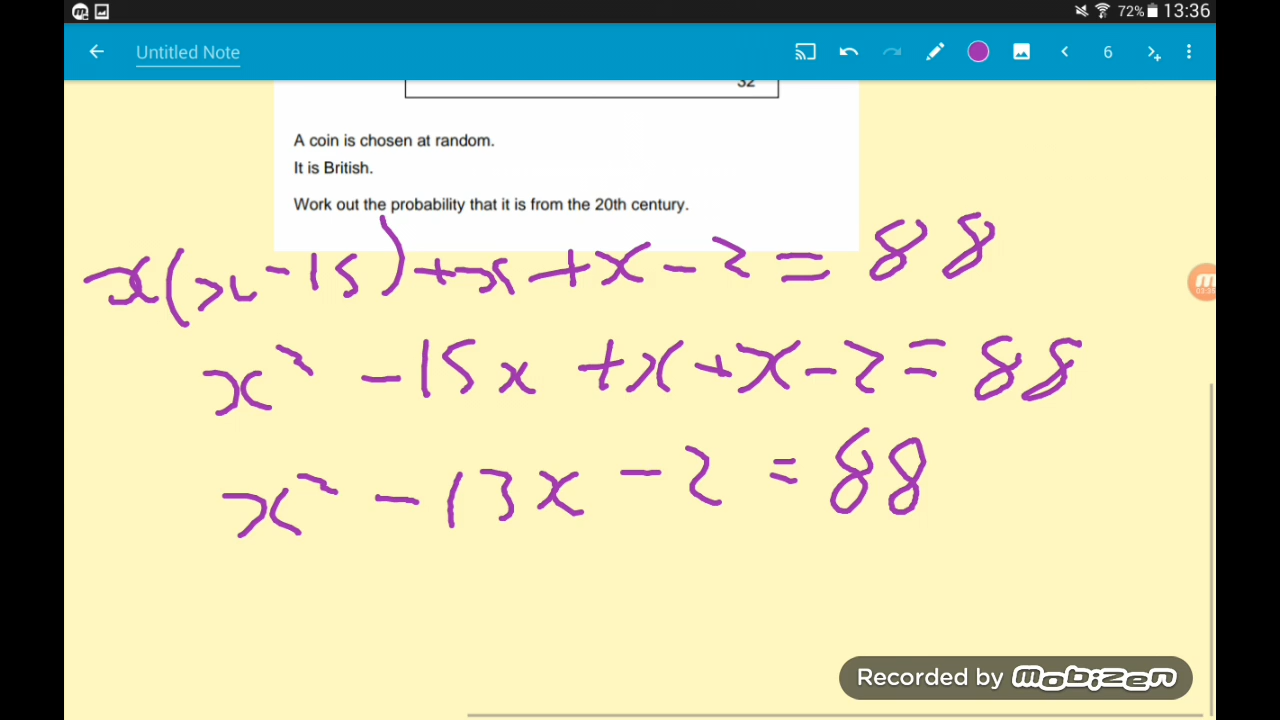 72% 13:36
Untitled Note 6
32
A coin is chosen at random.
It is British.
Work out the probability that it is from the 20th century.
x(x-15)+x+x-2=88
x² -15x +x+x-2=88
x² -13x -2 =88
Recorded by mobizen